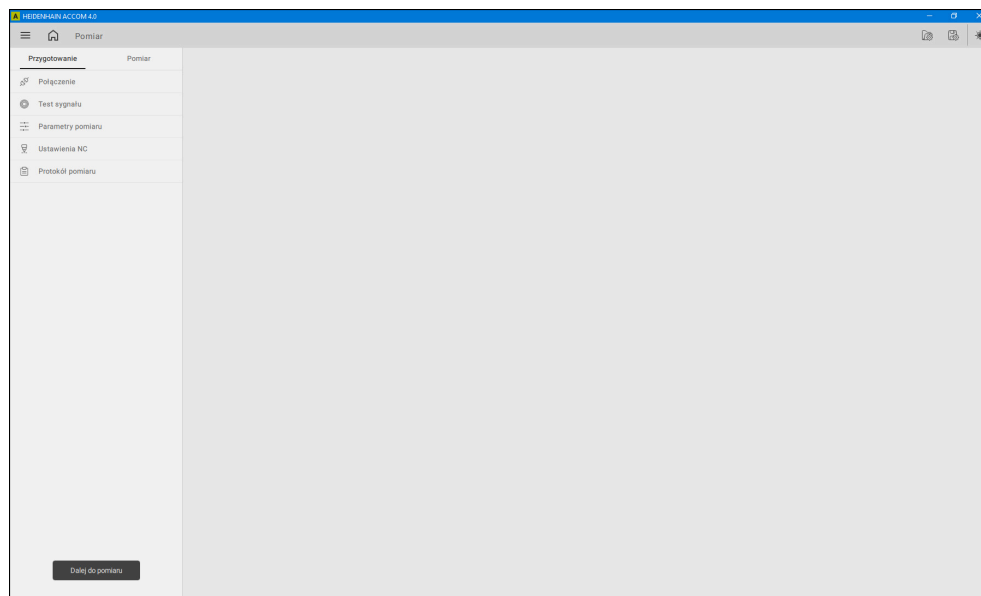 HEIDENHAIN ACCOM 4.0
Pomiar
Przygotowanie Pomiar
Połączenie
Test sygnału
Parametry pomiaru
Ustawienia NC
Protokół pomiaru
Dalej do pomiaru